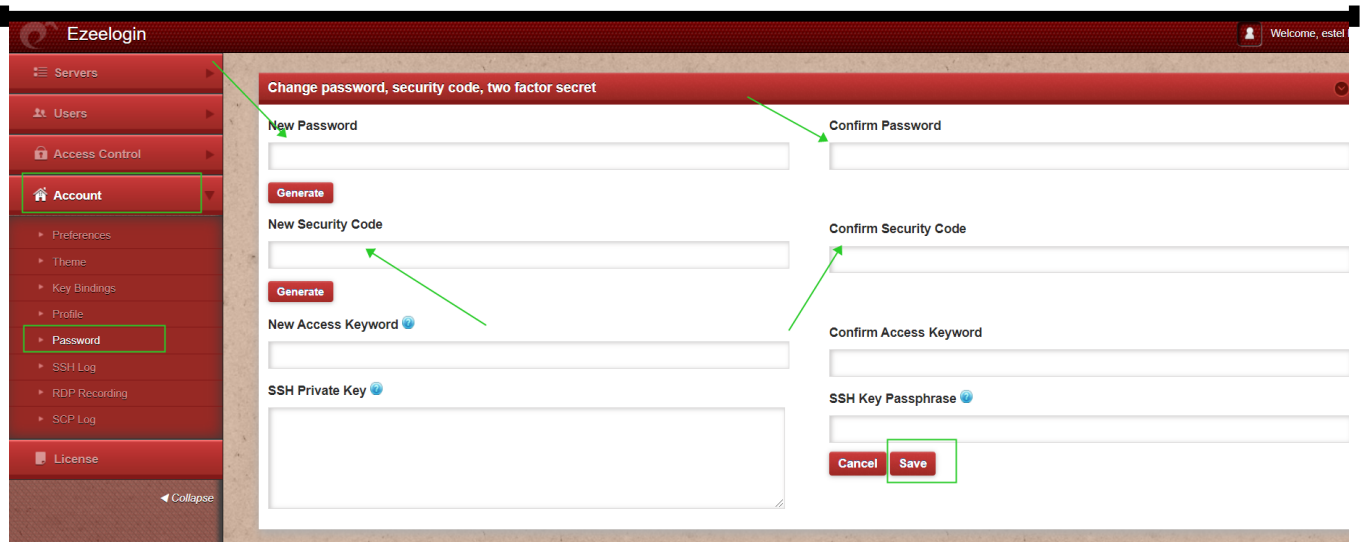 Ezeelogin
Welcome, estel
Servers
Users
Access Control
Account
Preferences
Theme
Key Bindings
Profile
Password
SSH Log
RDP Recording
SCP Log
License
Collapse
Change password, security code, two factor secret
New Password
Confirm Password
Generate
New Security Code
Confirm Security Code
Generate
New Access Keyword
Confirm Access Keyword
SSH Private Key
SSH Key Passphrase
Cancel
Save